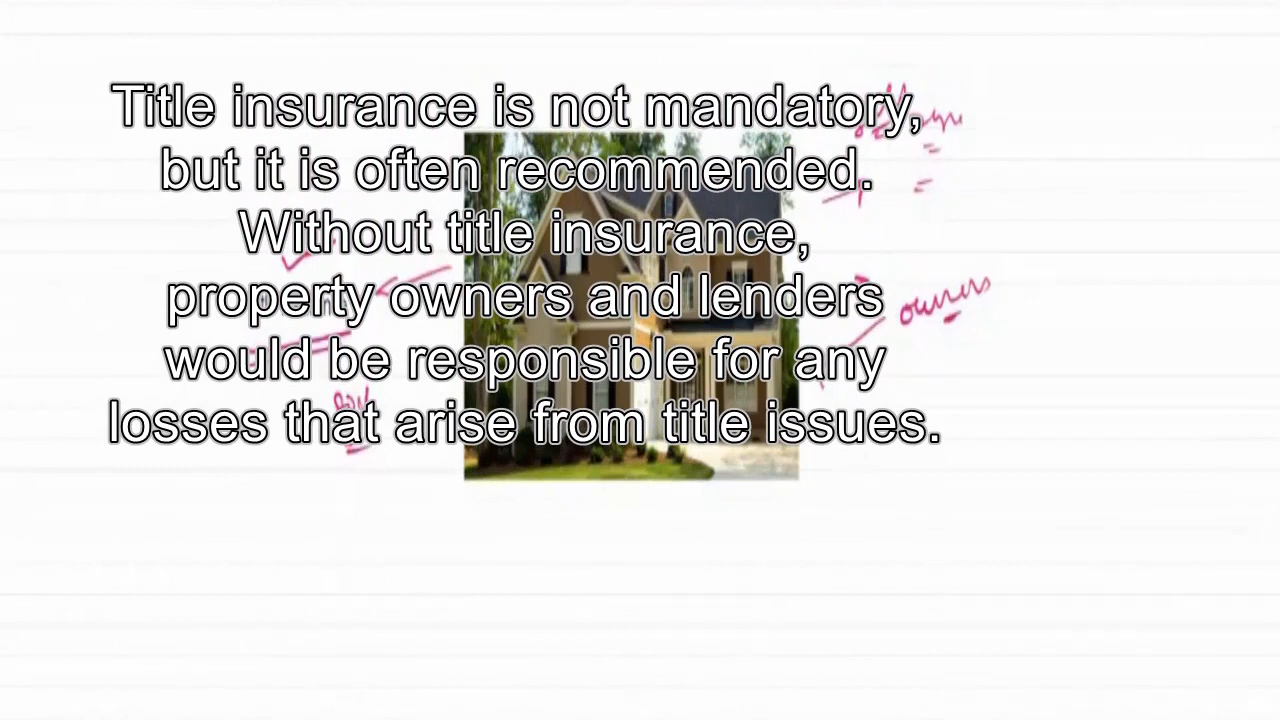 Title insurance is not mandatory,
but it is often recommended.
Without title insurance,
property owners and lenders
would be responsible for any
losses that arise from title issues.
owners